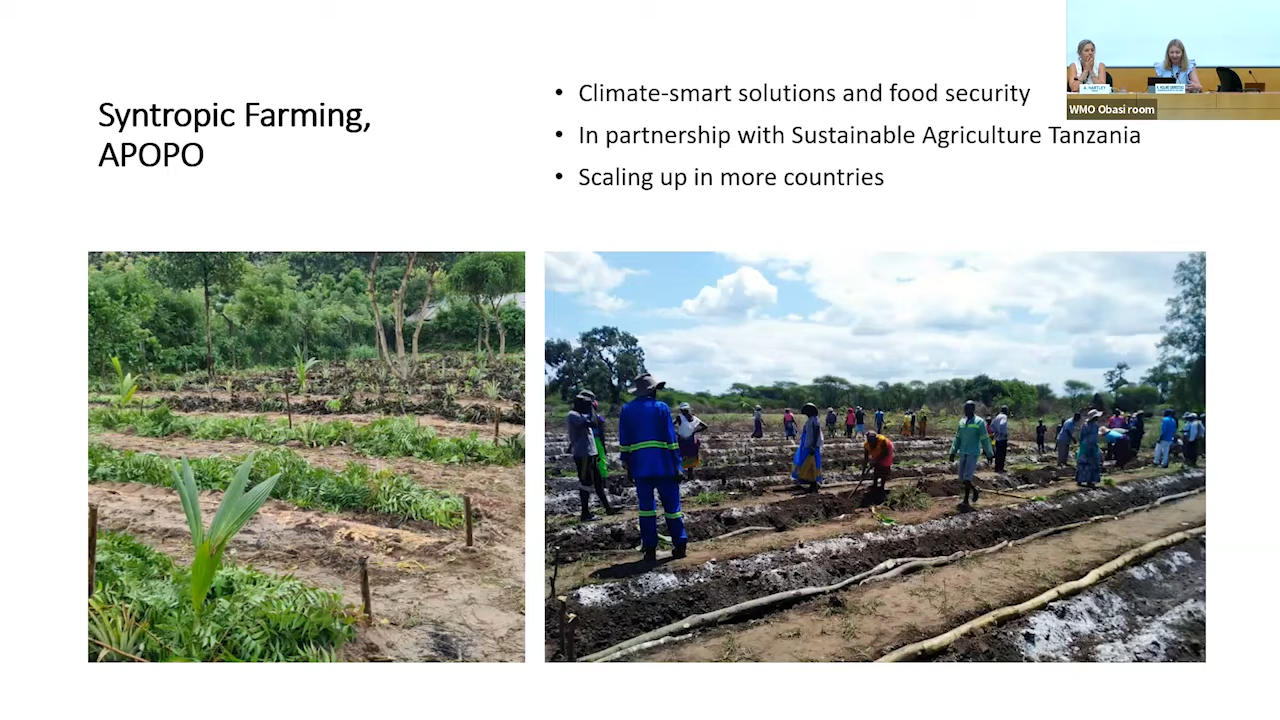 Syntropic Farming,
APOPO
• Climate-smart solutions and food security
• In partnership with Sustainable Agriculture Tanzania
• Scaling up in more countries
A. HARTLEY
WMO Obasi room